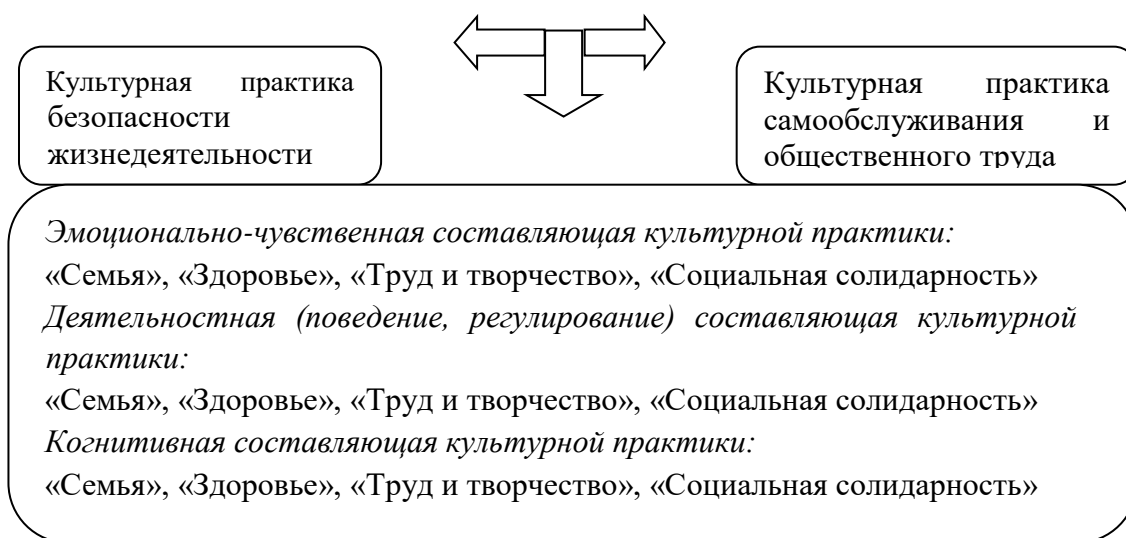 Культурная практика
безопасности
жизнедеятельности
Культурная практика
самообслуживания и
общественного труда
Эмоционально-чувственная составляющая культурной практики:
«Семья», «Здоровье», «Труд и творчество», «Социальная солидарность»
Деятельностная (поведение, регулирование) составляющая культурной
практики:
«Семья», «Здоровье», «Труд и творчество», «Социальная солидарность»
Когнитивная составляющая культурной практики:
«Семья», «Здоровье», «Труд и творчество», «Социальная солидарность»